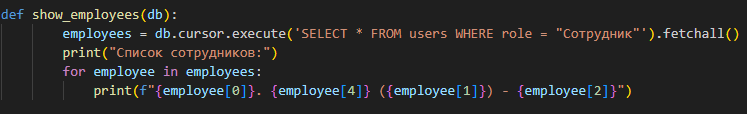 def show_employees(db):
        employees = db.cursor.execute('SELECT * FROM users WHERE role = "Сотрудник"').fetchall()
        print("Список сотрудников:")
        for employee in employees:
            print(f"{employee[0]}. {employee[4]} ({employee[1]}) - {employee[2]}")